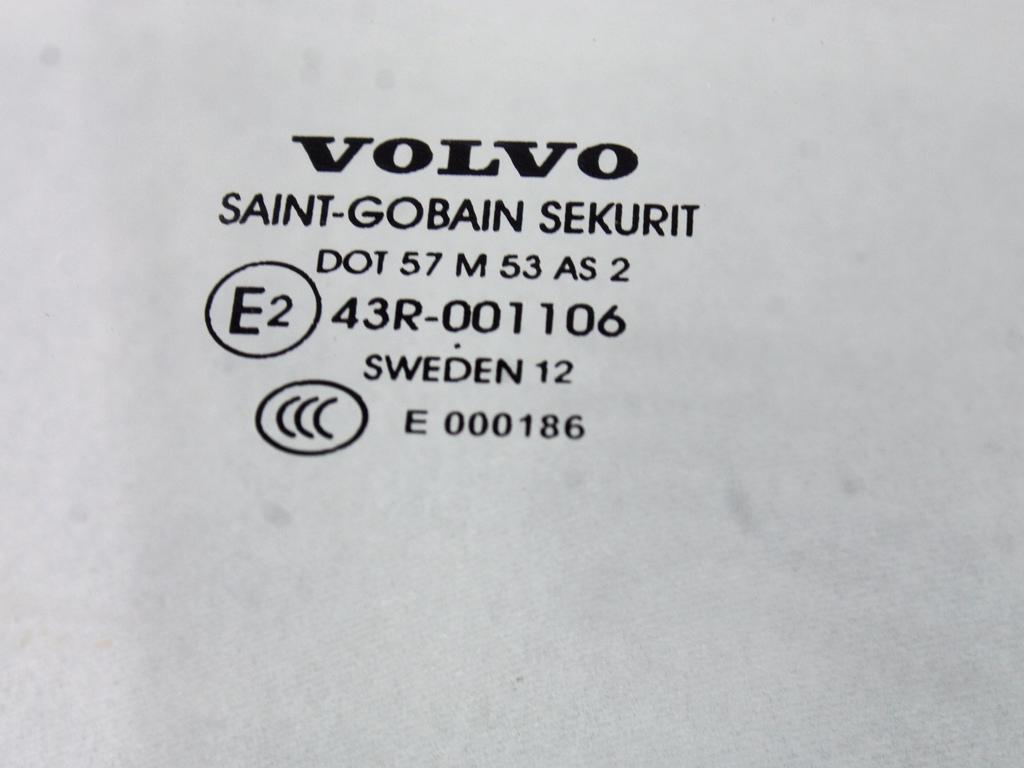 VOLVO
SAINT-GOBAIN SEKURIT
DOT 57 M 53 AS 2
E2 43R-001106
SWEDEN 12
CCC E 000186